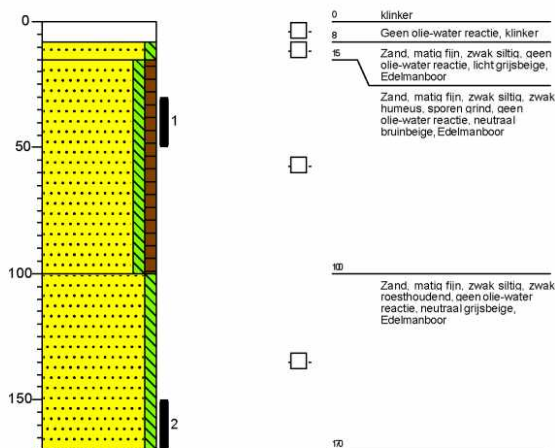 0
50
100
150
1
2
0
klinker
8
Geen olie-water reactie, klinker
15
Zand, matig fijn, zwak siltig, geen
olie-water reactie, licht grijsbeige,
Edelmanboor
Zand, matig fijn, zwak siltig, zwak
humeus, sporen grind, geen
olie-water reactie, neutraal
bruinbeige, Edelmanboor
100
Zand, matig fijn, zwak siltig, zwak
roesthoudend, geen olie-water
reactie, neutraal grijsbeige,
Edelmanboor
170